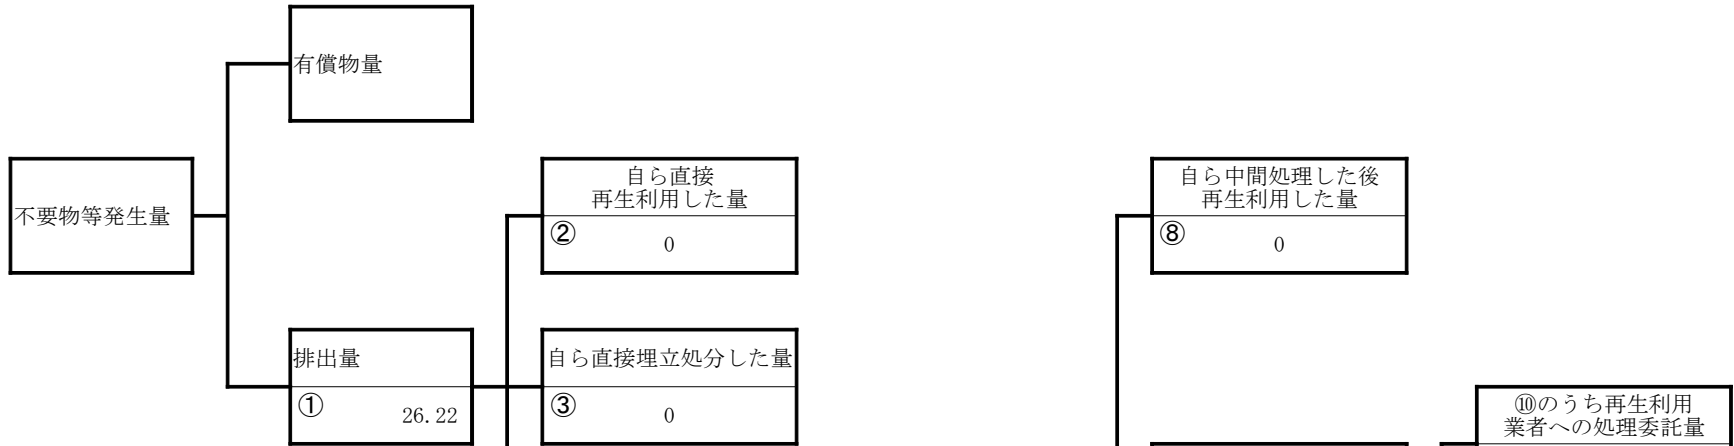 有償物量
不要物等発生量
自ら直接
再生利用した量
② 0
自ら中間処理した後
再生利用した量
⑧ 0
排出量
① 26.22
自ら直接埋立処分した量
③ 0
⑩のうち再生利用
業者への処理委託量